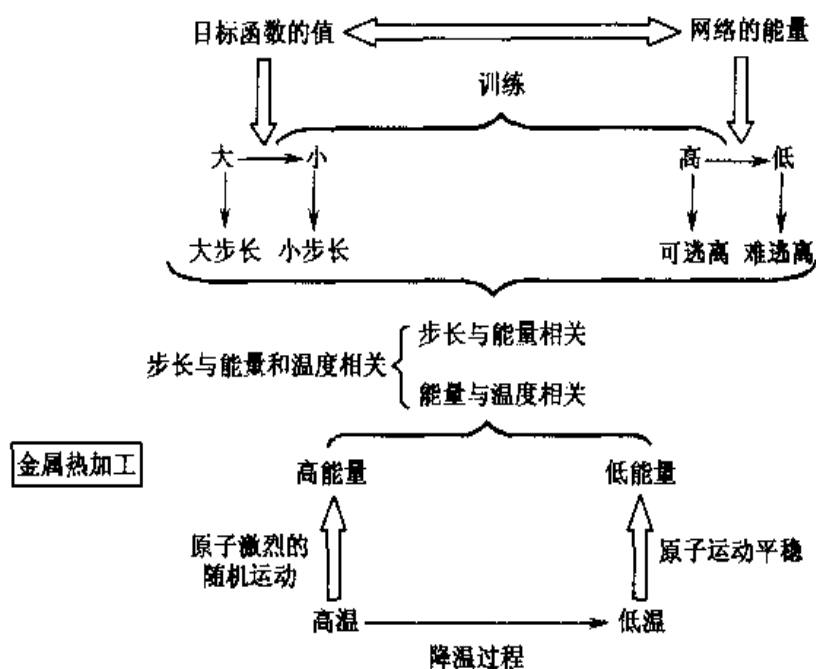 目标函数的值
网络的能量
训练
大
小
高
低
大步长
小步长
可逃离
难逃离
步长与能量相关
步长与能量和温度相关
能量与温度相关
金属热加工
高能量
低能量
原子激烈的
随机运动
原子运动平稳
高温
低温
降温过程